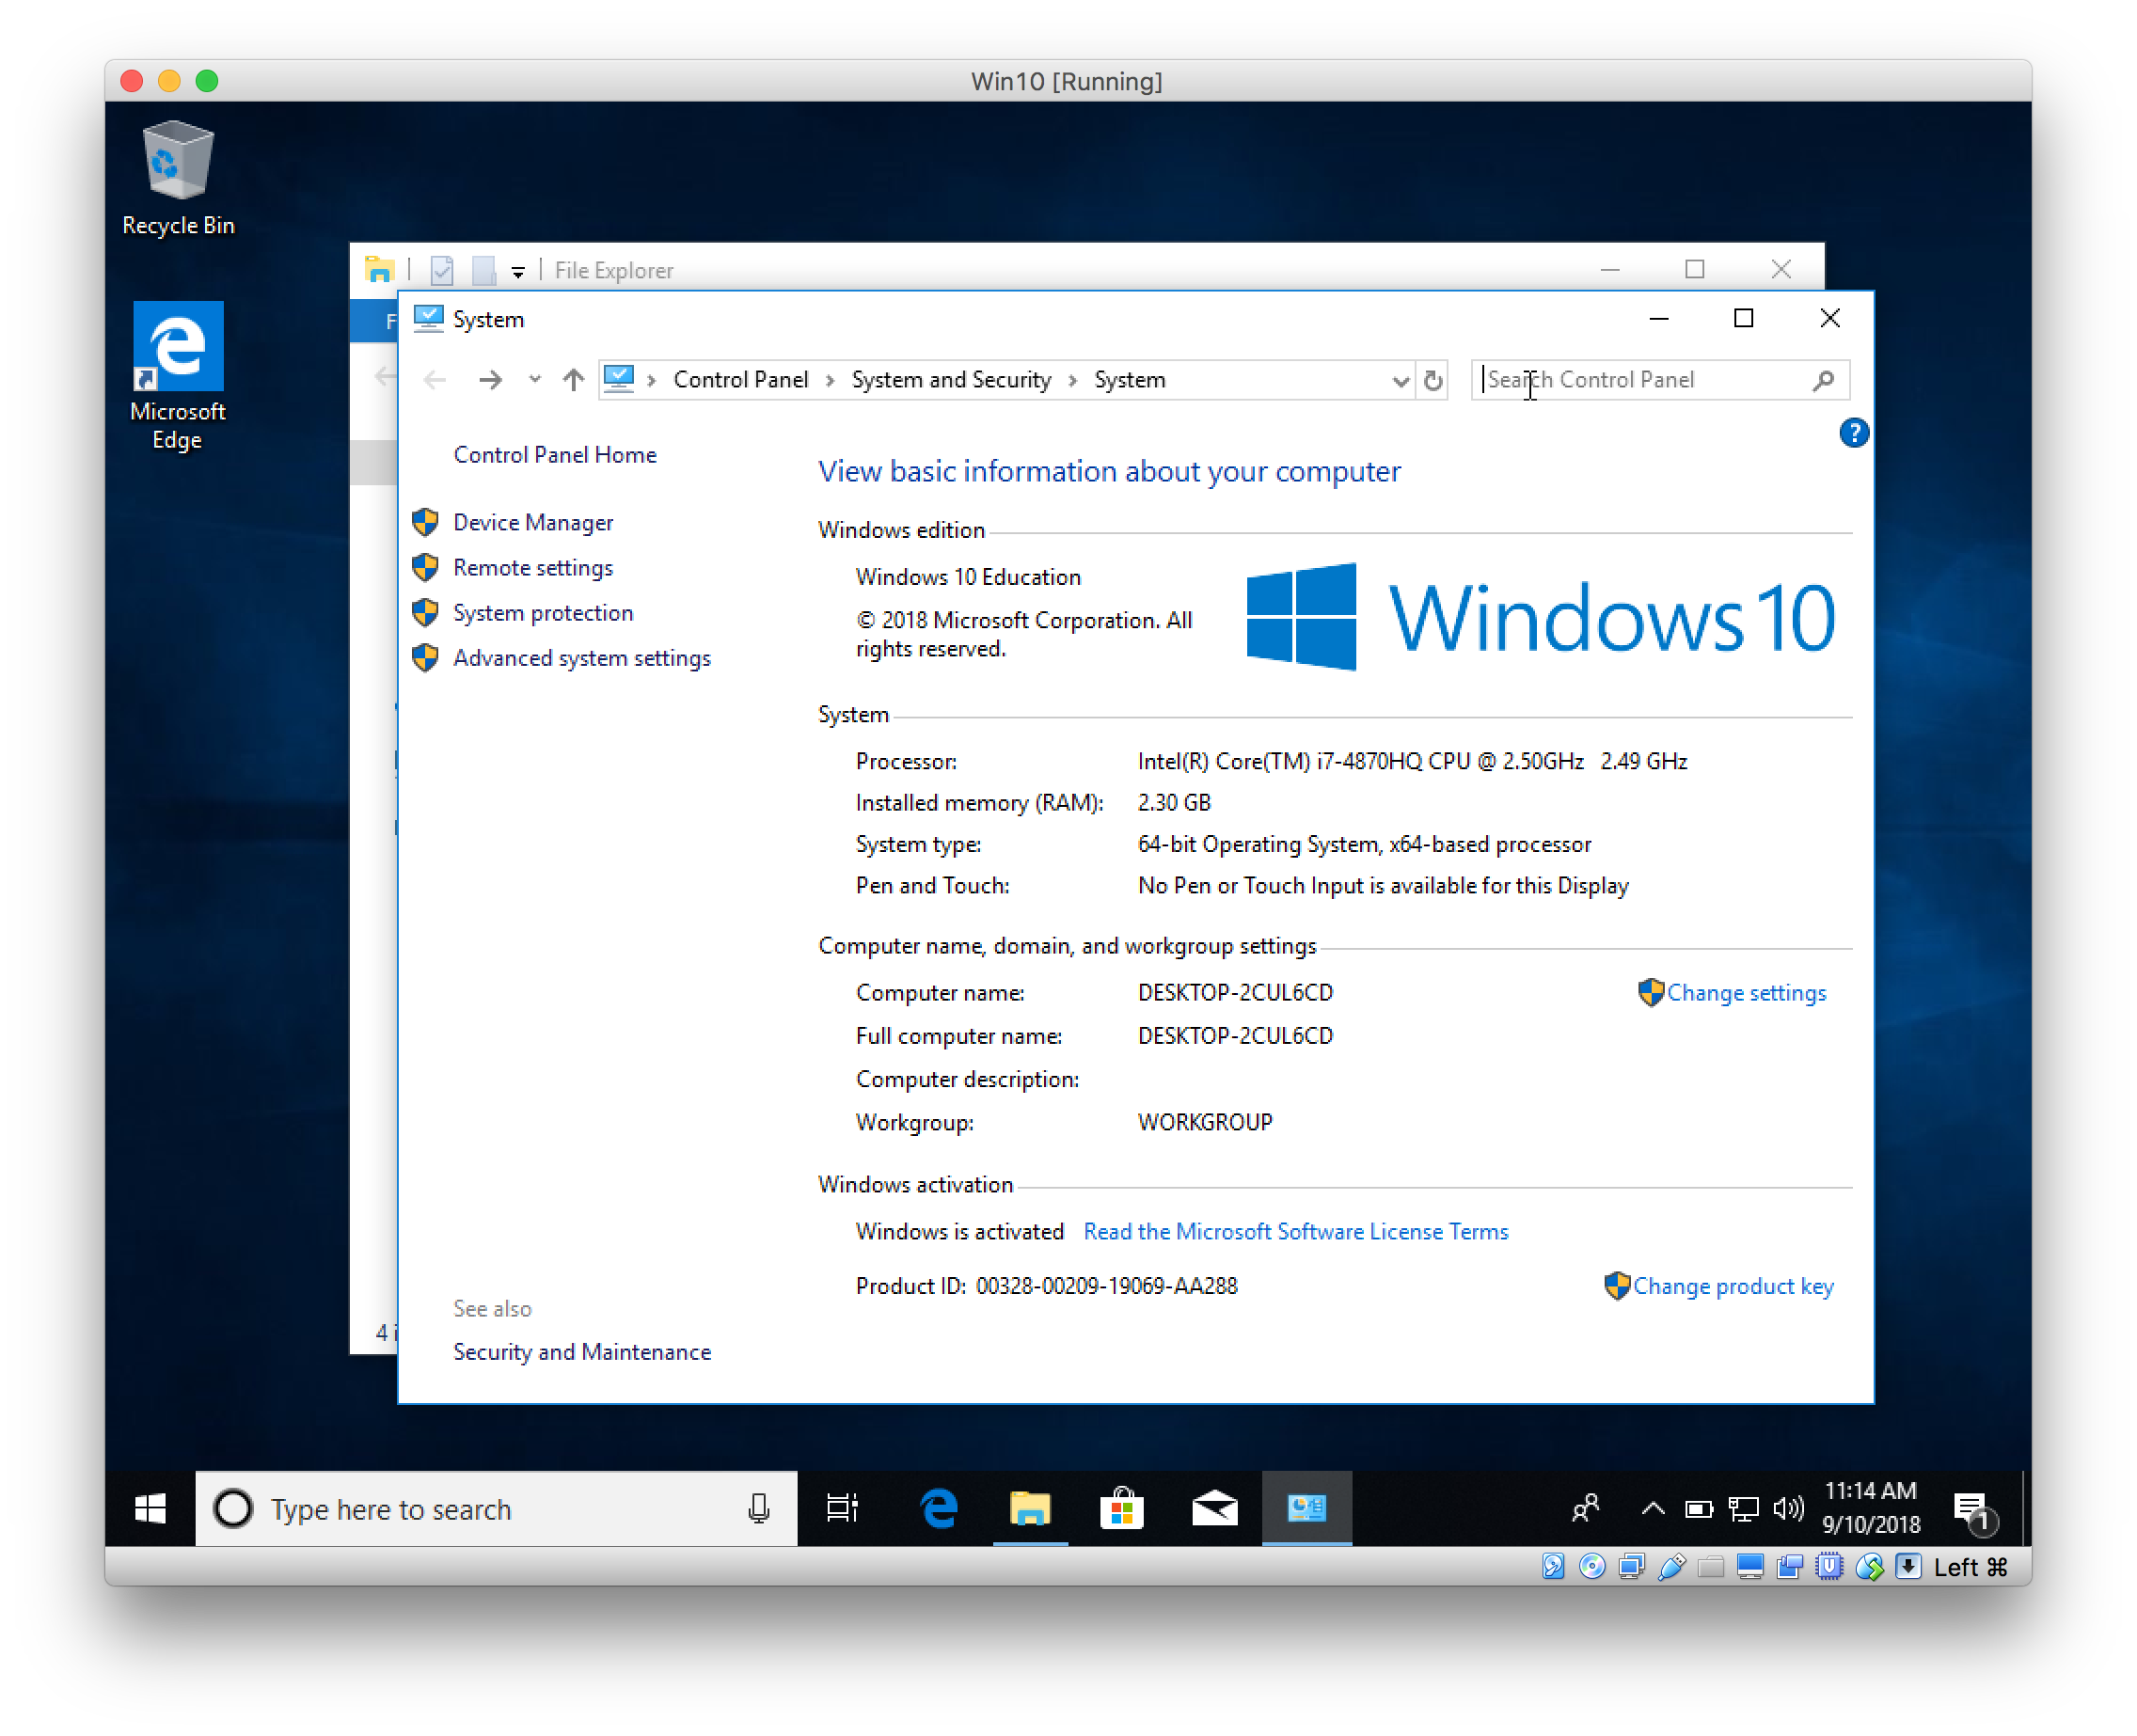 Win10 [Running]
Recycle Bin
Microsoft
Edge
File Explorer
F
System
Control Panel › System and Security › System
Search Control Panel
?
Control Panel Home
Device Manager
Remote settings
System protection
Advanced system settings
View basic information about your computer
Windows edition
Windows 10 Education
© 2018 Microsoft Corporation. All
rights reserved.
Windows 10
System
Processor: Intel(R) Core(TM) i7-4870HQ CPU @ 2.50GHz 2.49 GHz
Installed memory (RAM): 2.30 GB
System type: 64-bit Operating System, x64-based processor
Pen and Touch: No Pen or Touch Input is available for this Display
Computer name, domain, and workgroup settings
Computer name: DESKTOP-2CUL6CD Change settings
Full computer name: DESKTOP-2CUL6CD
Computer description:
Workgroup: WORKGROUP
Windows activation
Windows is activated Read the Microsoft Software License Terms
Product ID: 00328-00209-19069-AA288 Change product key
See also
Security and Maintenance
4 i
Type here to search
11:14 AM
9/10/2018
1
Left ⌘